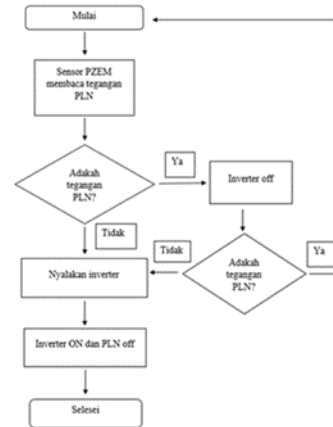 Mulai
Sensor PZEM
membaca tegangan
PLN
Adakah
tegangan
PLN?
Ya
Inverter off
Tidak
Nyalakan inverter
Tidak
Adakah
tegangan
PLN?
Ya
Inverter ON dan PLN off
Selesei